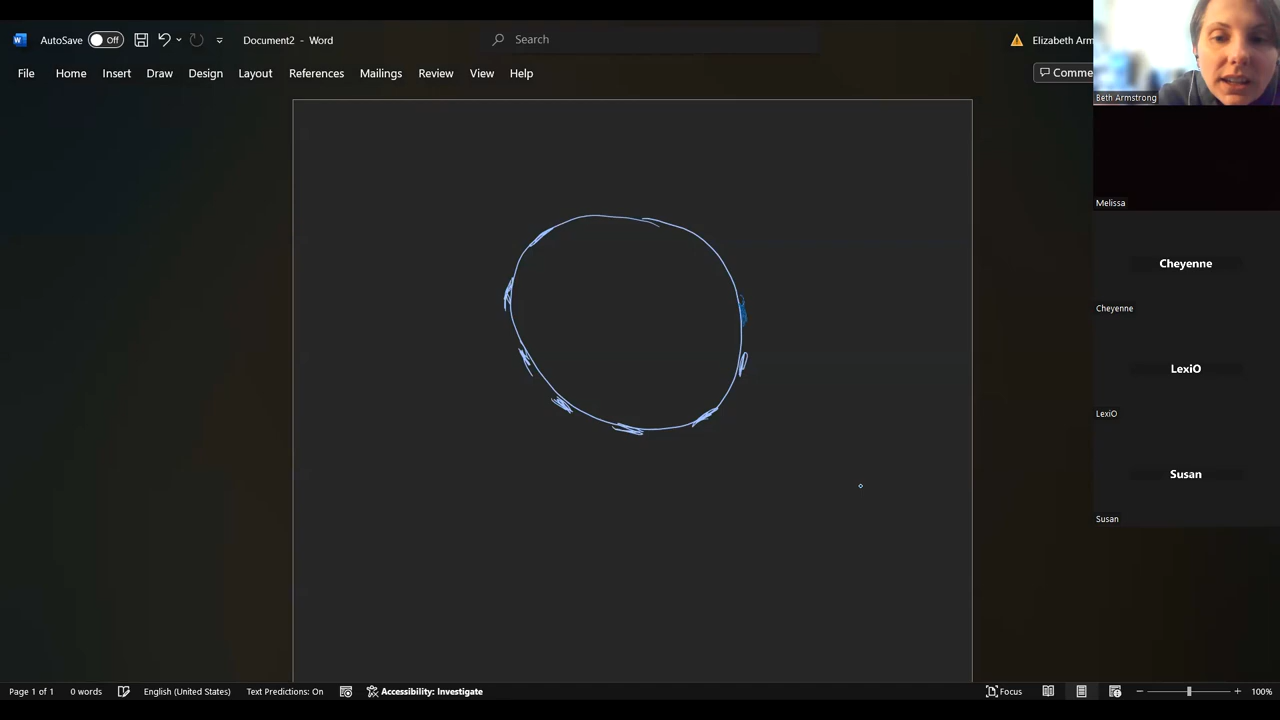 AutoSave Off Document2 - Word Search Elizabeth Arm
File Home Insert Draw Design Layout References Mailings Review View Help Comme
Beth Armstrong
Melissa
Cheyenne
Cheyenne
LexiO
LexiO
Susan
Susan
Page 1 of 1 0 words English (United States) Text Predictions: On Accessibility: Investigate Focus 100%